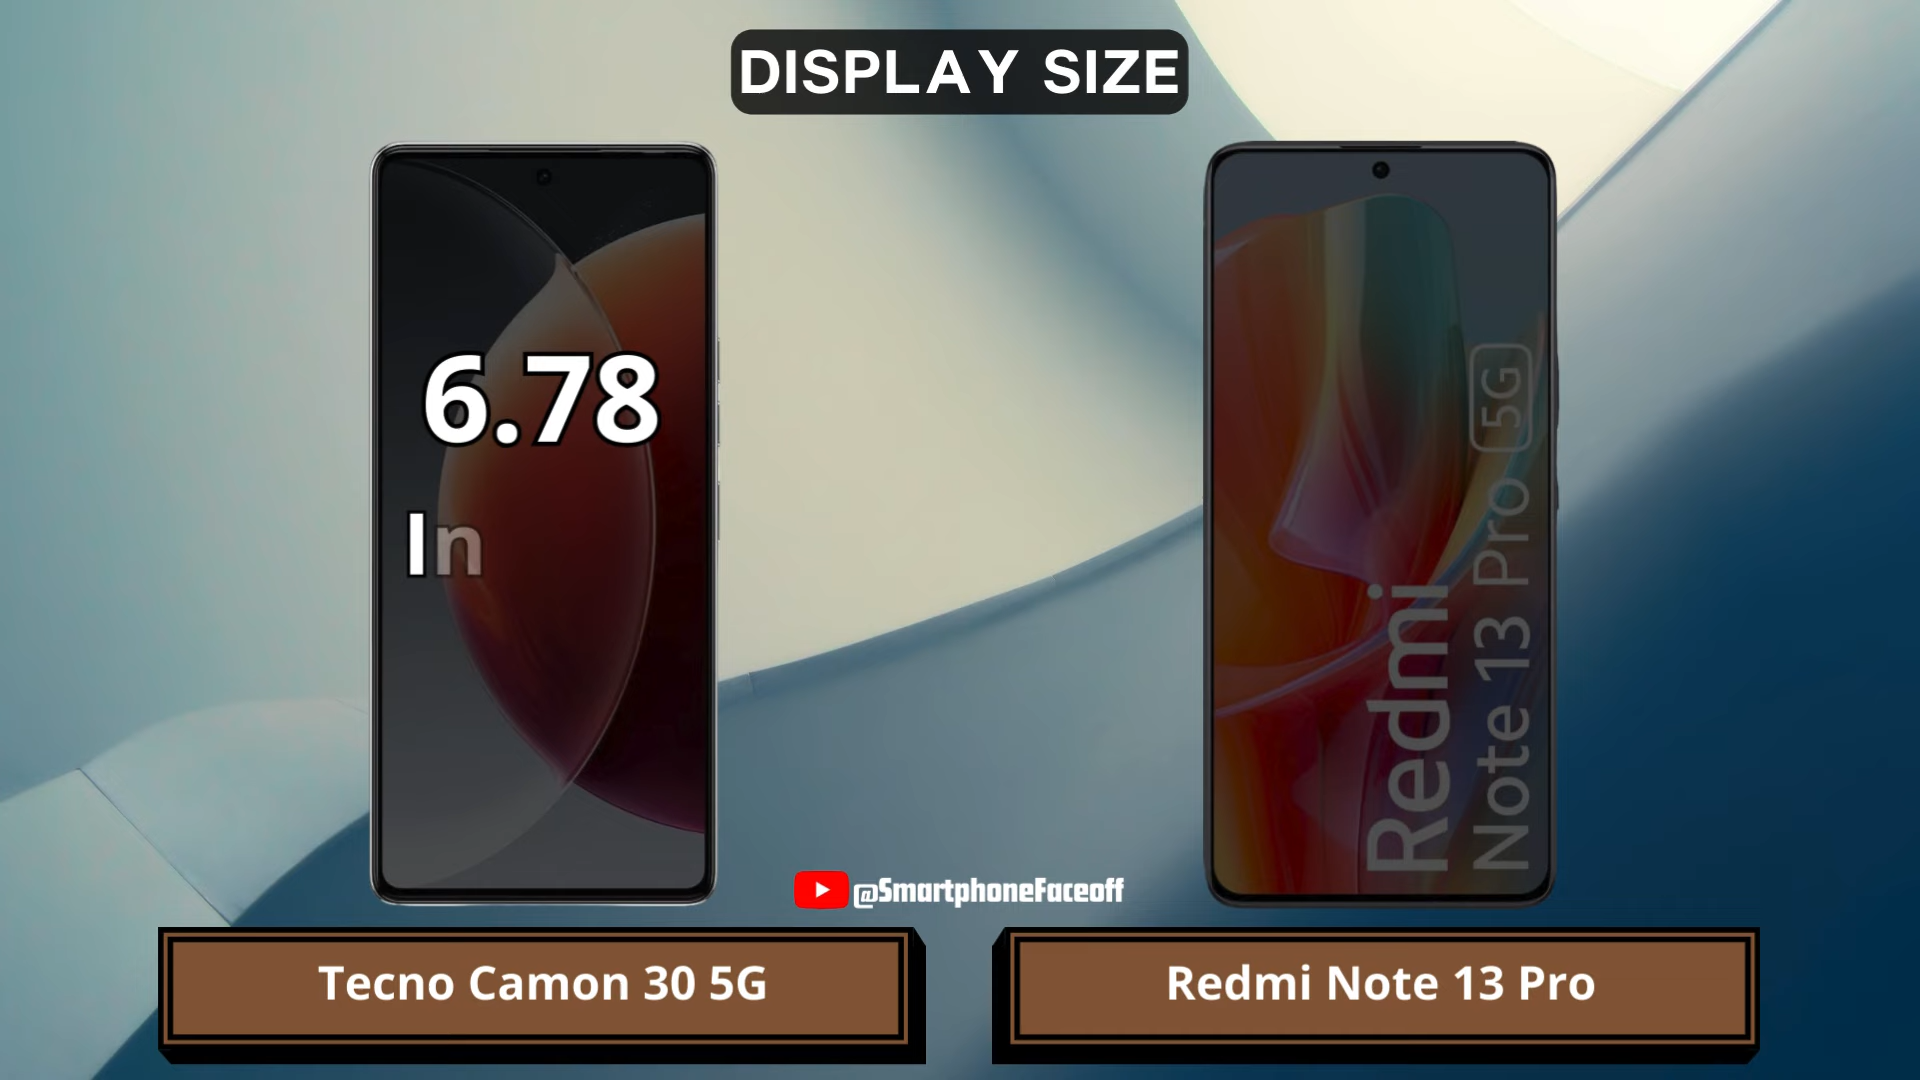 DISPLAY SIZE
6.78
In
Redmi
Note 13 Pro 5G
@SmartphoneFaceoff
Tecno Camon 30 5G
Redmi Note 13 Pro